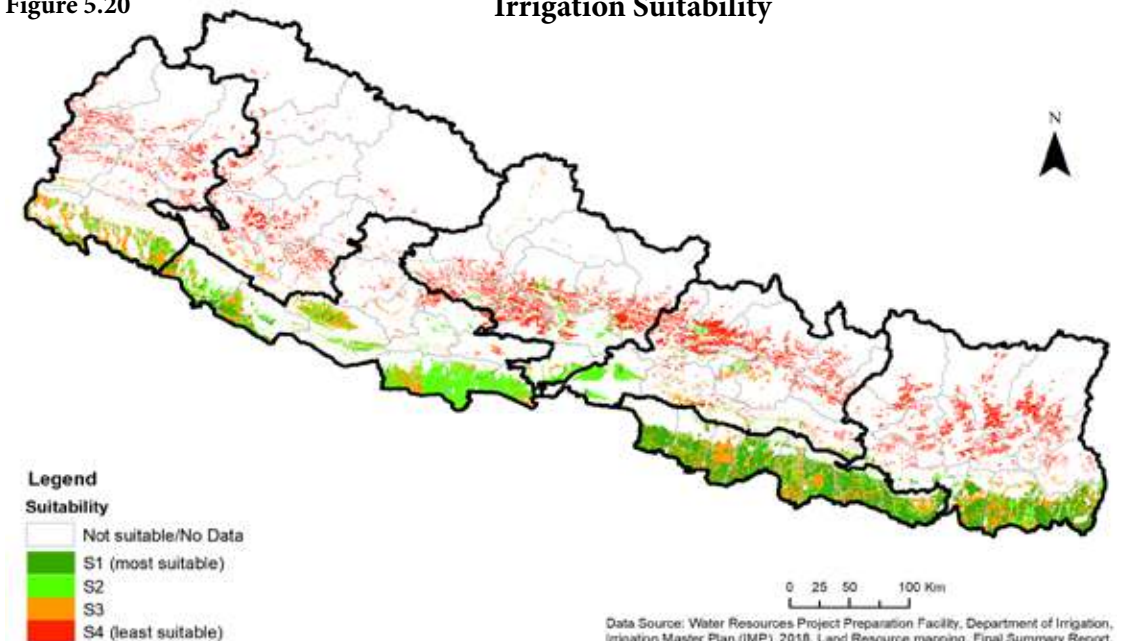 Figure 5.20
Irrigation Suitability
N
Legend
Suitability
Not suitable/No Data
S1 (most suitable)
S2
S3
S4 (least suitable)
0 25 50 100 Km
Data Source: Water Resources Project Preparation Facility, Department of Irrigation,
Irrigation Master Plan (IMP), 2018, Land Resource mapping, Final Summary Report